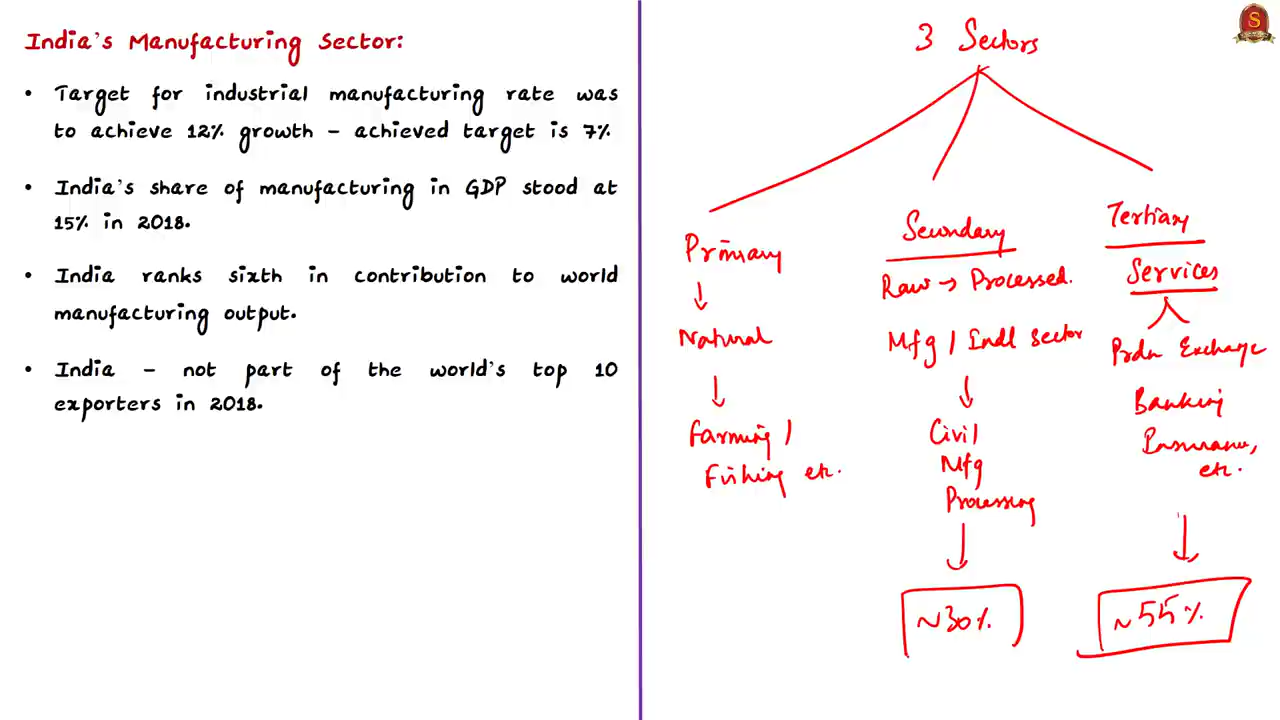 India's Manufacturing Sector:
• Target for industrial manufacturing rate was
to achieve 12% growth – achieved target is 7%
• India's share of manufacturing in GDP stood at
15% in 2018.
• India ranks sixth in contribution to world
manufacturing output.
• India – not part of the world's top 10
exporters in 2018.
3 Sectors
Primary
↓
Natural
↓
Farming /
Fishing etc.
Secondary
Raw → Processed.
Mfg / Indl Sector
↓
Civil
Mfg
Processing
↓
~30%
Tertiary
Services
Prdn Exchange
Banking
Insurance,
etc.
↓
~55%
S